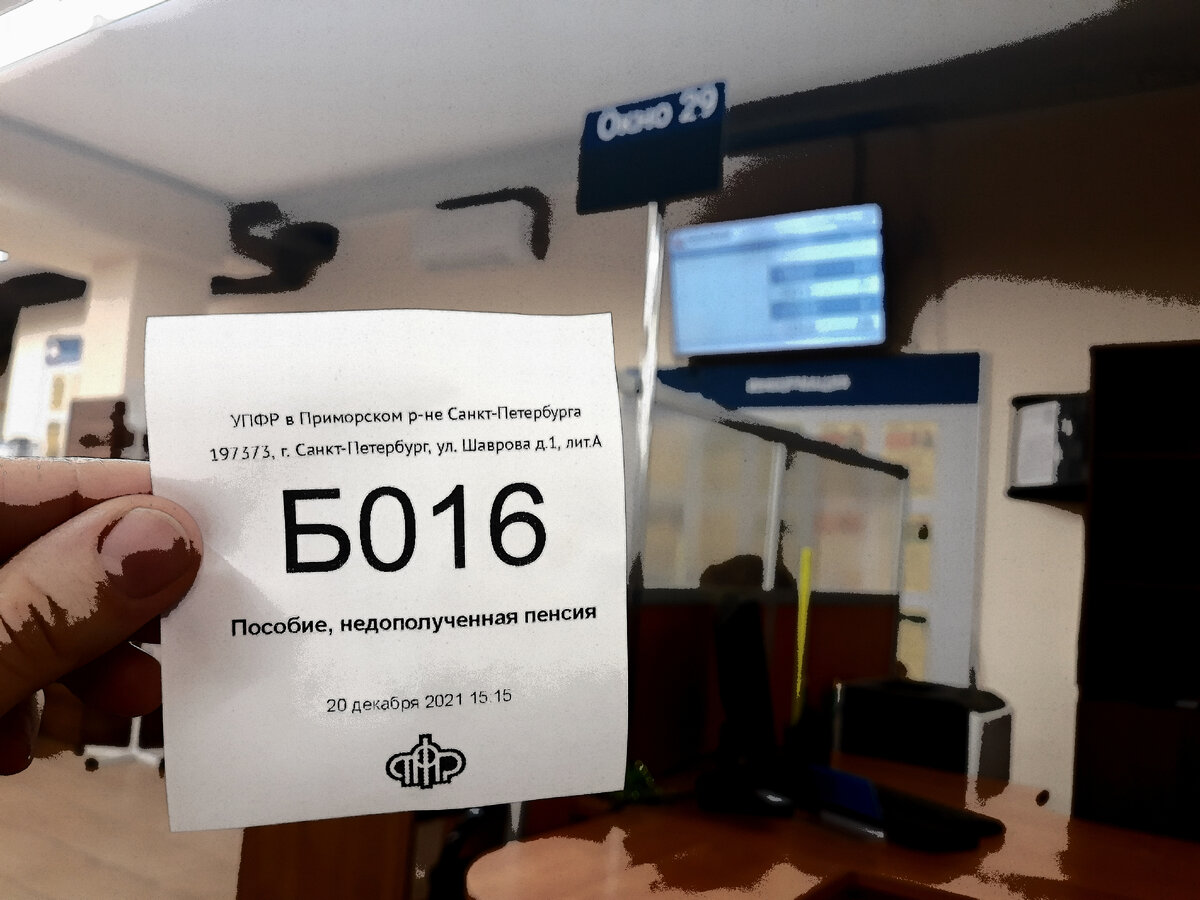 Окно 29
ИНФОРМАЦИЯ
УПФР в Приморском р-не Санкт-Петербурга
197373, г. Санкт-Петербург, ул. Шаврова д.1, лит.А
Б016
Пособие, недополученная пенсия
20 декабря 2021 15.15
ПФР